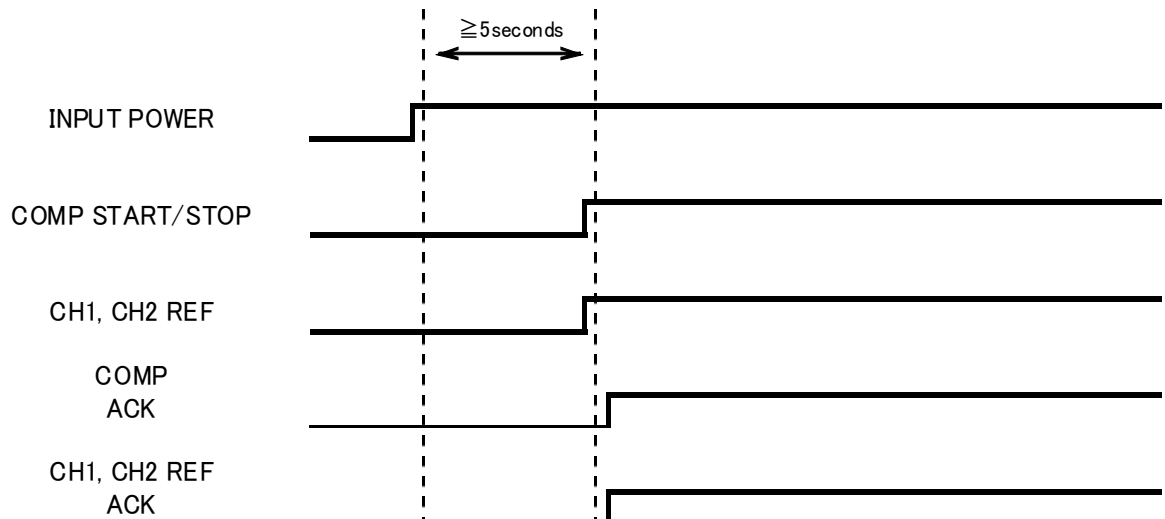 ≧5seconds
INPUT POWER
COMP START/STOP
CH1, CH2 REF
COMP
ACK
CH1, CH2 REF
ACK